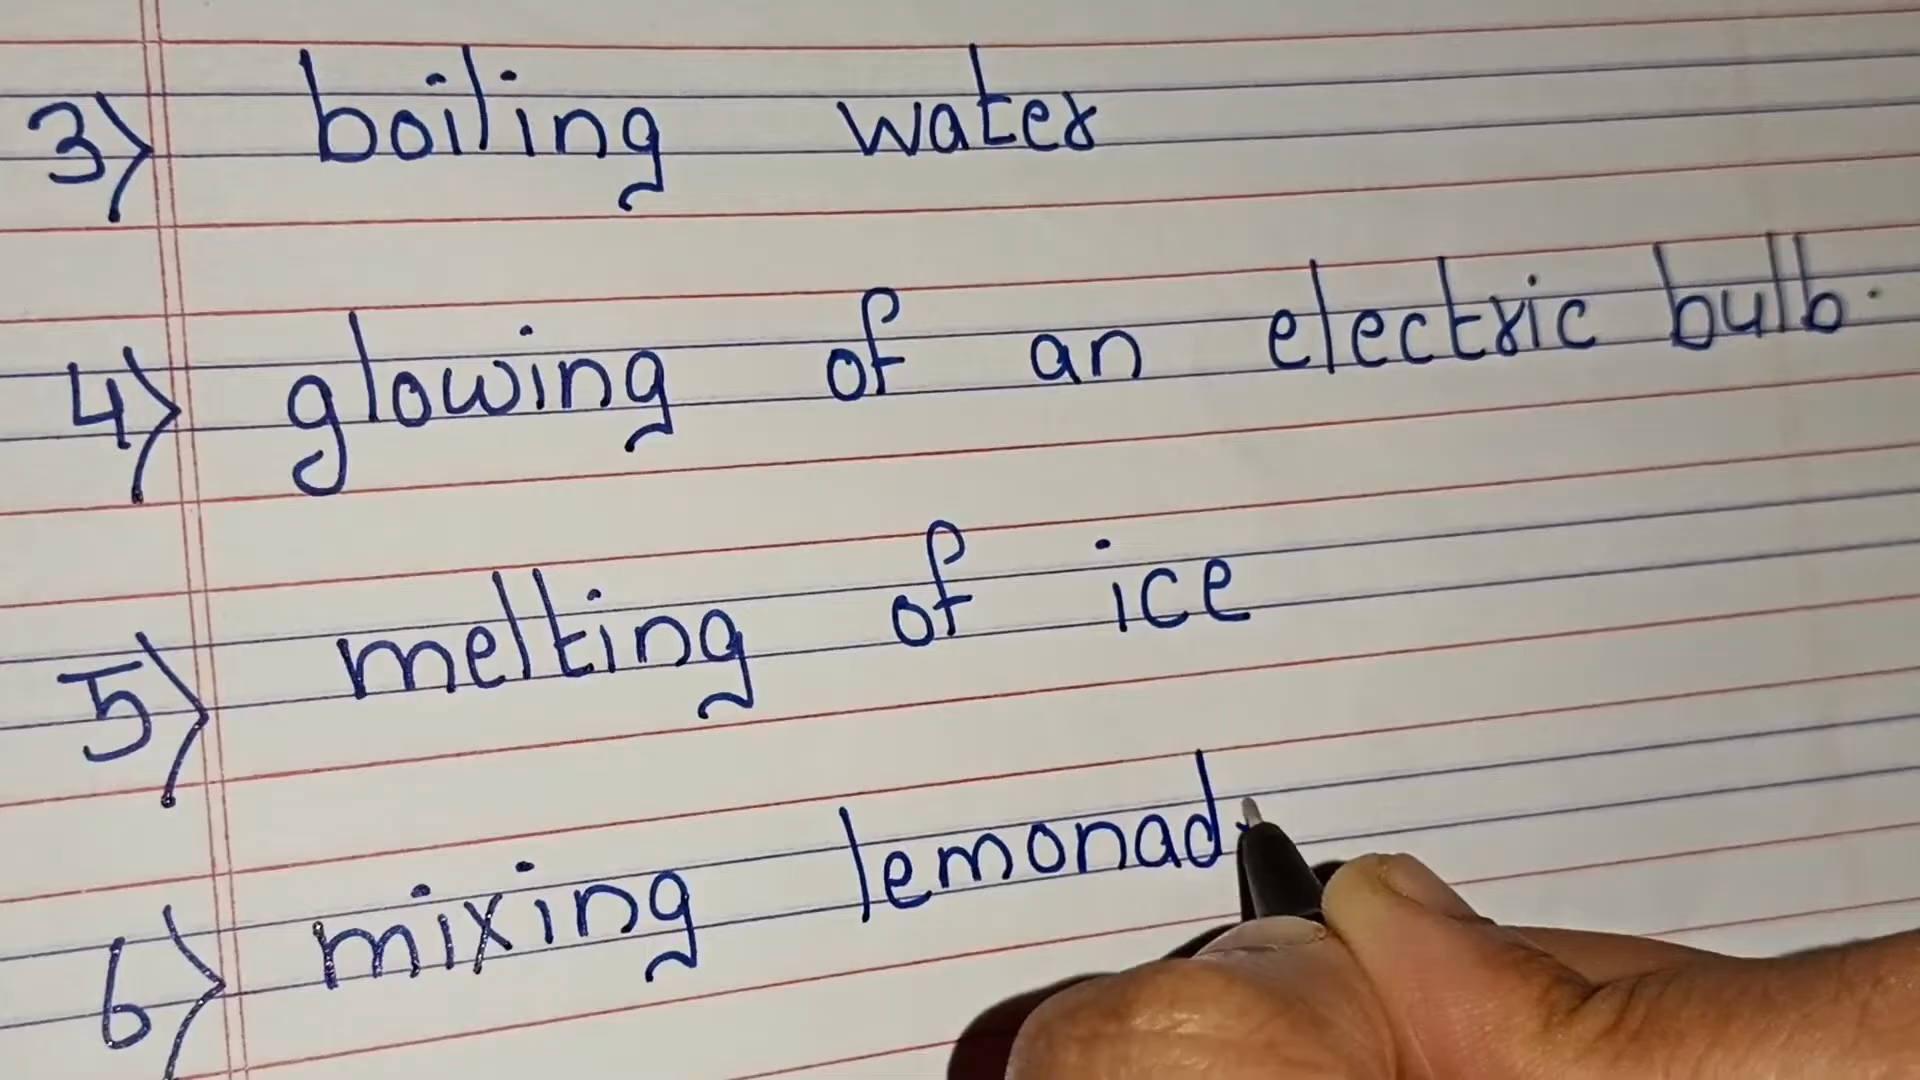 3) boiling water
4) glowing of an electric bulb.
5) melting of ice
6) mixing lemonad